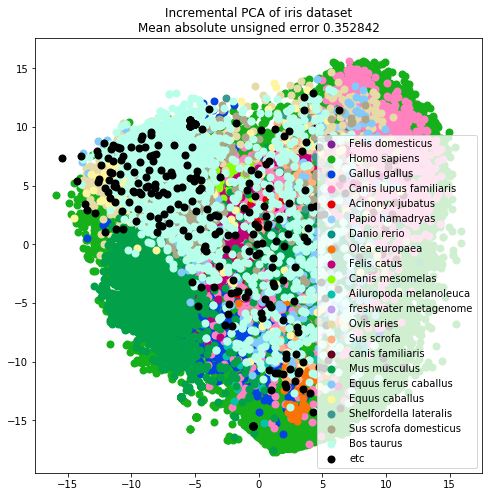 Incremental PCA of iris dataset
Mean absolute unsigned error 0.352842
15
10
5
0
−5
−10
−15
−15
−10
−5
0
5
10
15
Felis domesticus
Homo sapiens
Gallus gallus
Canis lupus familiaris
Acinonyx jubatus
Papio hamadryas
Danio rerio
Olea europaea
Felis catus
Canis mesomelas
Ailuropoda melanoleuca
freshwater metagenome
Ovis aries
Sus scrofa
canis familiaris
Mus musculus
Equus ferus caballus
Equus caballus
Shelfordella lateralis
Sus scrofa domesticus
Bos taurus
etc